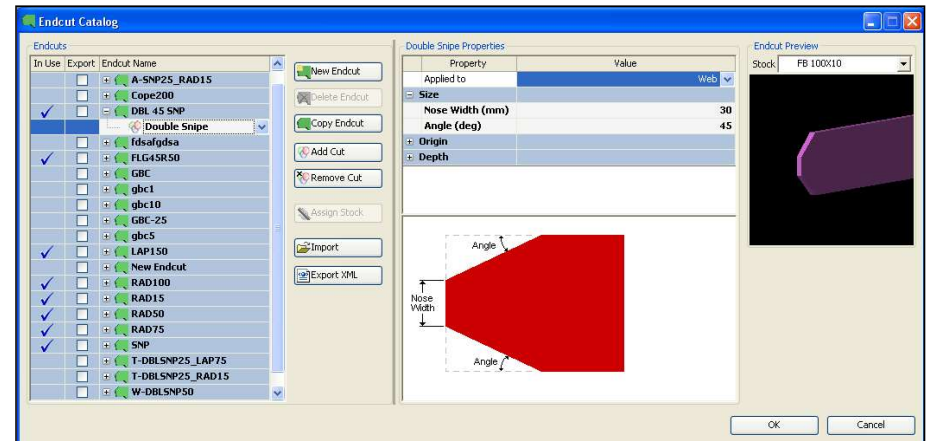 Endcut Catalog
Endcuts
In Use Export Endcut Name
A-SNP25_RAD15
Cope200
DBL 45 SNP
Double Snipe
fdsafgdsa
FLG45R50
GBC
gbc1
gbc10
GBC-25
gbc5
LAP150
New Endcut
RAD100
RAD15
RAD50
RAD75
SNP
T-DBLSNP25_LAP75
T-DBLSNP25_RAD15
W-DBLSNP50
New Endcut
Delete Endcut
Copy Endcut
Add Cut
Remove Cut
Assign Stock
Import
Export XML
Double Snipe Properties
Property Value
Applied to Web
Size
Nose Width (mm) 30
Angle (deg) 45
Origin
Depth
Angle
Nose
Width
Angle
Endcut Preview
Stock FB 100X10
OK Cancel